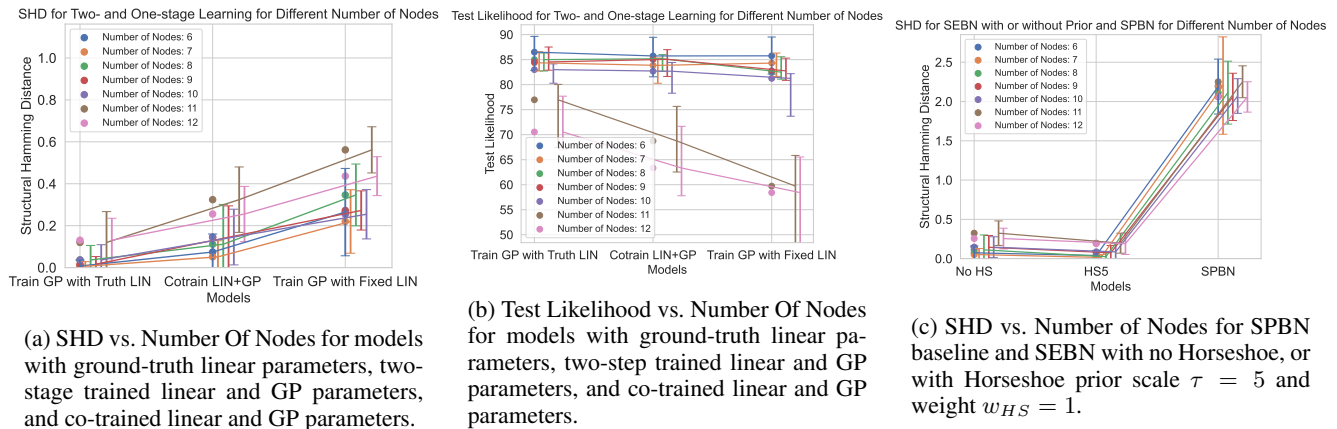 SHD for Two- and One-stage Learning for Different Number of Nodes
Structural Hamming Distance
1.0
0.8
0.6
0.4
0.2
0.0
Number of Nodes: 6
Number of Nodes: 7
Number of Nodes: 8
Number of Nodes: 9
Number of Nodes: 10
Number of Nodes: 11
Number of Nodes: 12
Train GP with Truth LIN
Cotrain LIN+GP
Train GP with Fixed LIN
Models
(a) SHD vs. Number Of Nodes for models
with ground-truth linear parameters, two-
stage trained linear and GP parameters,
and co-trained linear and GP parameters.
Test Likelihood for Two- and One-stage Learning for Different Number of Nodes
Test Likelihood
90
85
80
75
70
65
60
55
50
Number of Nodes: 6
Number of Nodes: 7
Number of Nodes: 8
Number of Nodes: 9
Number of Nodes: 10
Number of Nodes: 11
Number of Nodes: 12
Train GP with Truth LIN
Cotrain LIN+GP
Train GP with Fixed LIN
Models
(b) Test Likelihood vs. Number Of Nodes
for models with ground-truth linear pa-
rameters, two-step trained linear and GP
parameters, and co-trained linear and GP
parameters.
SHD for SEBN with or without Prior and SPBN for Different Number of Nodes
Structural Hamming Distance
2.5
2.0
1.5
1.0
0.5
0.0
Number of Nodes: 6
Number of Nodes: 7
Number of Nodes: 8
Number of Nodes: 9
Number of Nodes: 10
Number of Nodes: 11
Number of Nodes: 12
No HS
HS5
SPBN
Models
(c) SHD vs. Number of Nodes for SPBN
baseline and SEBN with no Horseshoe, or
with Horseshoe prior scale τ = 5 and
weight w_HS = 1.